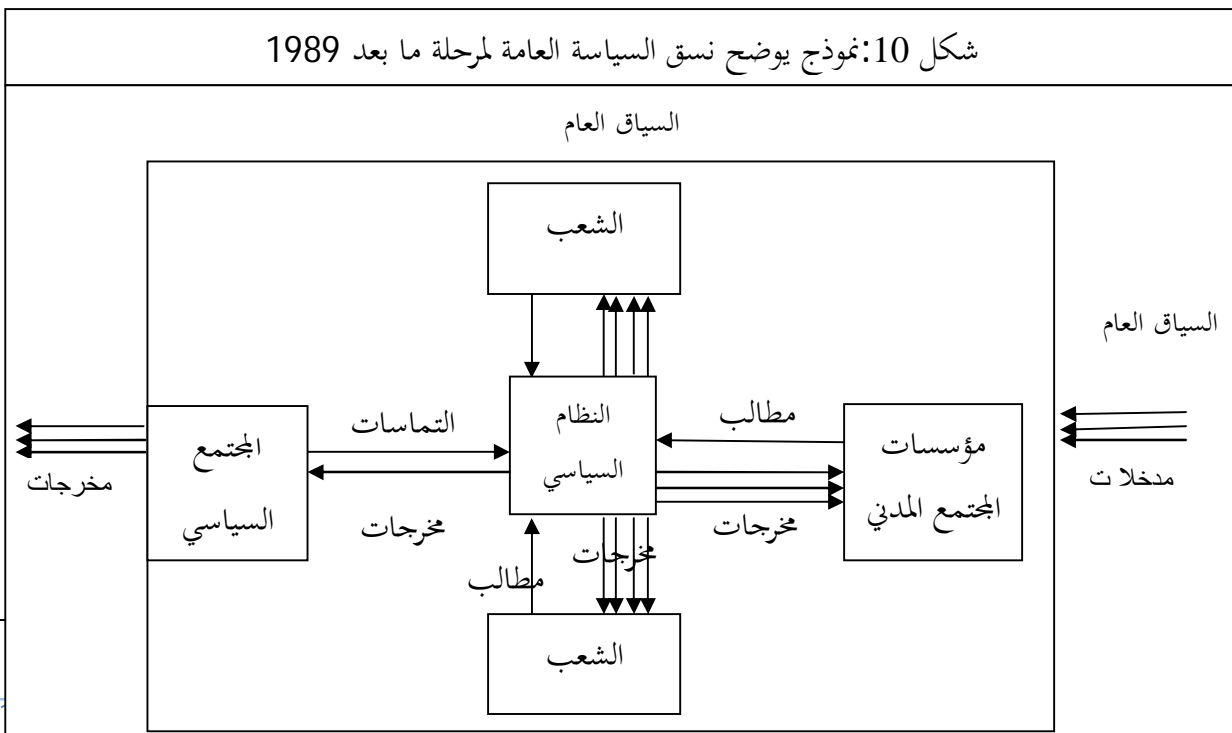 شكل 10:نموذج يوضح نسق السياسة العامة لمرحلة ما بعد 1989
السياق العام
الشعب
السياق العام
النظام
السياسي
مطالب
مؤسسات
المجتمع المدني
مخرجات
التماسات
المجتمع
السياسي
مخرجات
مدخلات
مخرجات
مخرجات
مطالب
الشعب